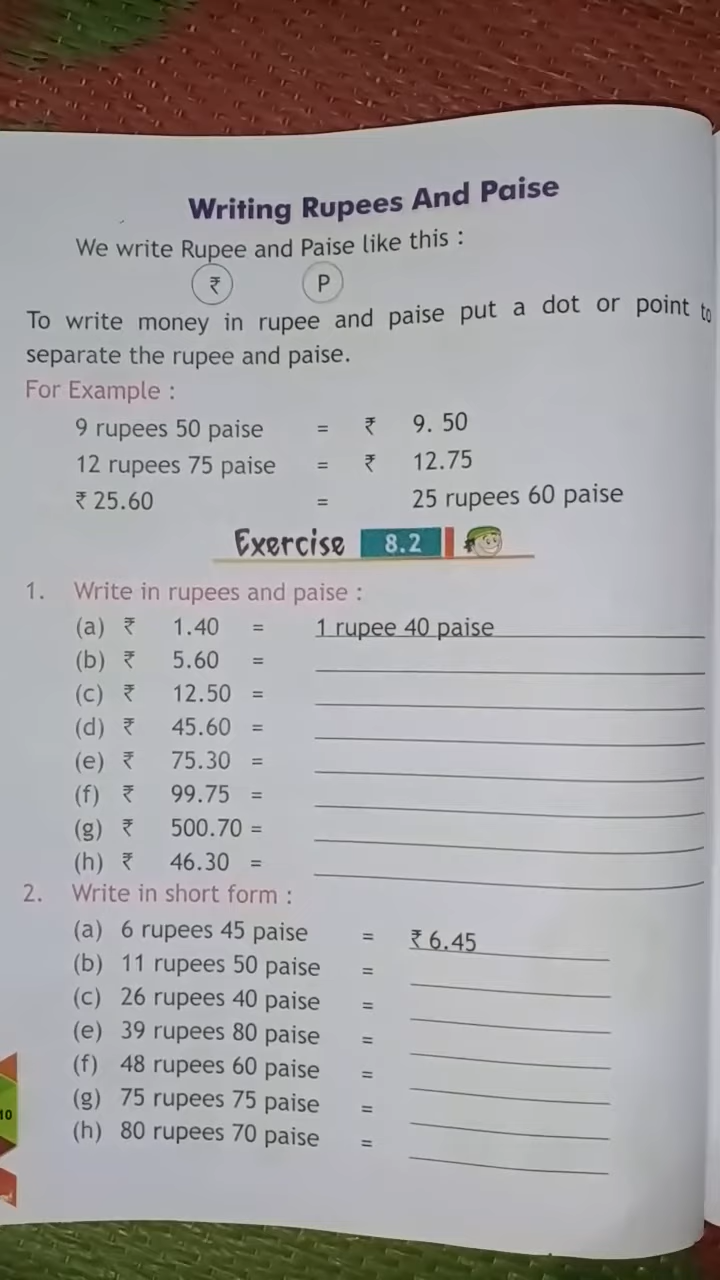 Writing Rupees And Paise
We write Rupee and Paise like this :
₹ P
To write money in rupee and paise put a dot or point to
separate the rupee and paise.
For Example :
9 rupees 50 paise = ₹ 9. 50
12 rupees 75 paise = ₹ 12.75
₹ 25.60 = 25 rupees 60 paise
Exercise 8.2
1. Write in rupees and paise :
(a) ₹ 1.40 = 1 rupee 40 paise
(b) ₹ 5.60 =
(c) ₹ 12.50 =
(d) ₹ 45.60 =
(e) ₹ 75.30 =
(f) ₹ 99.75 =
(g) ₹ 500.70 =
(h) ₹ 46.30 =
2. Write in short form :
(a) 6 rupees 45 paise = ₹ 6.45
(b) 11 rupees 50 paise =
(c) 26 rupees 40 paise =
(e) 39 rupees 80 paise =
(f) 48 rupees 60 paise =
(g) 75 rupees 75 paise =
(h) 80 rupees 70 paise =
10